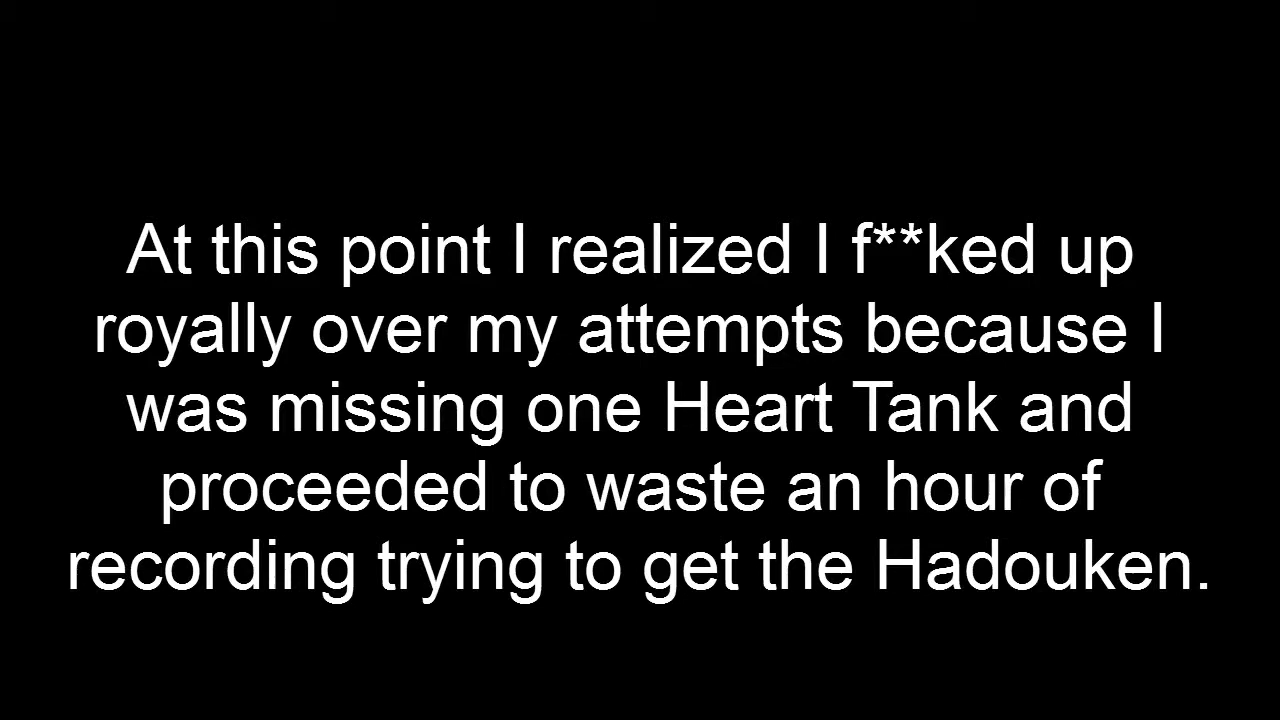 At this point I realized I f**ked up
royally over my attempts because I
was missing one Heart Tank and
proceeded to waste an hour of
recording trying to get the Hadouken.